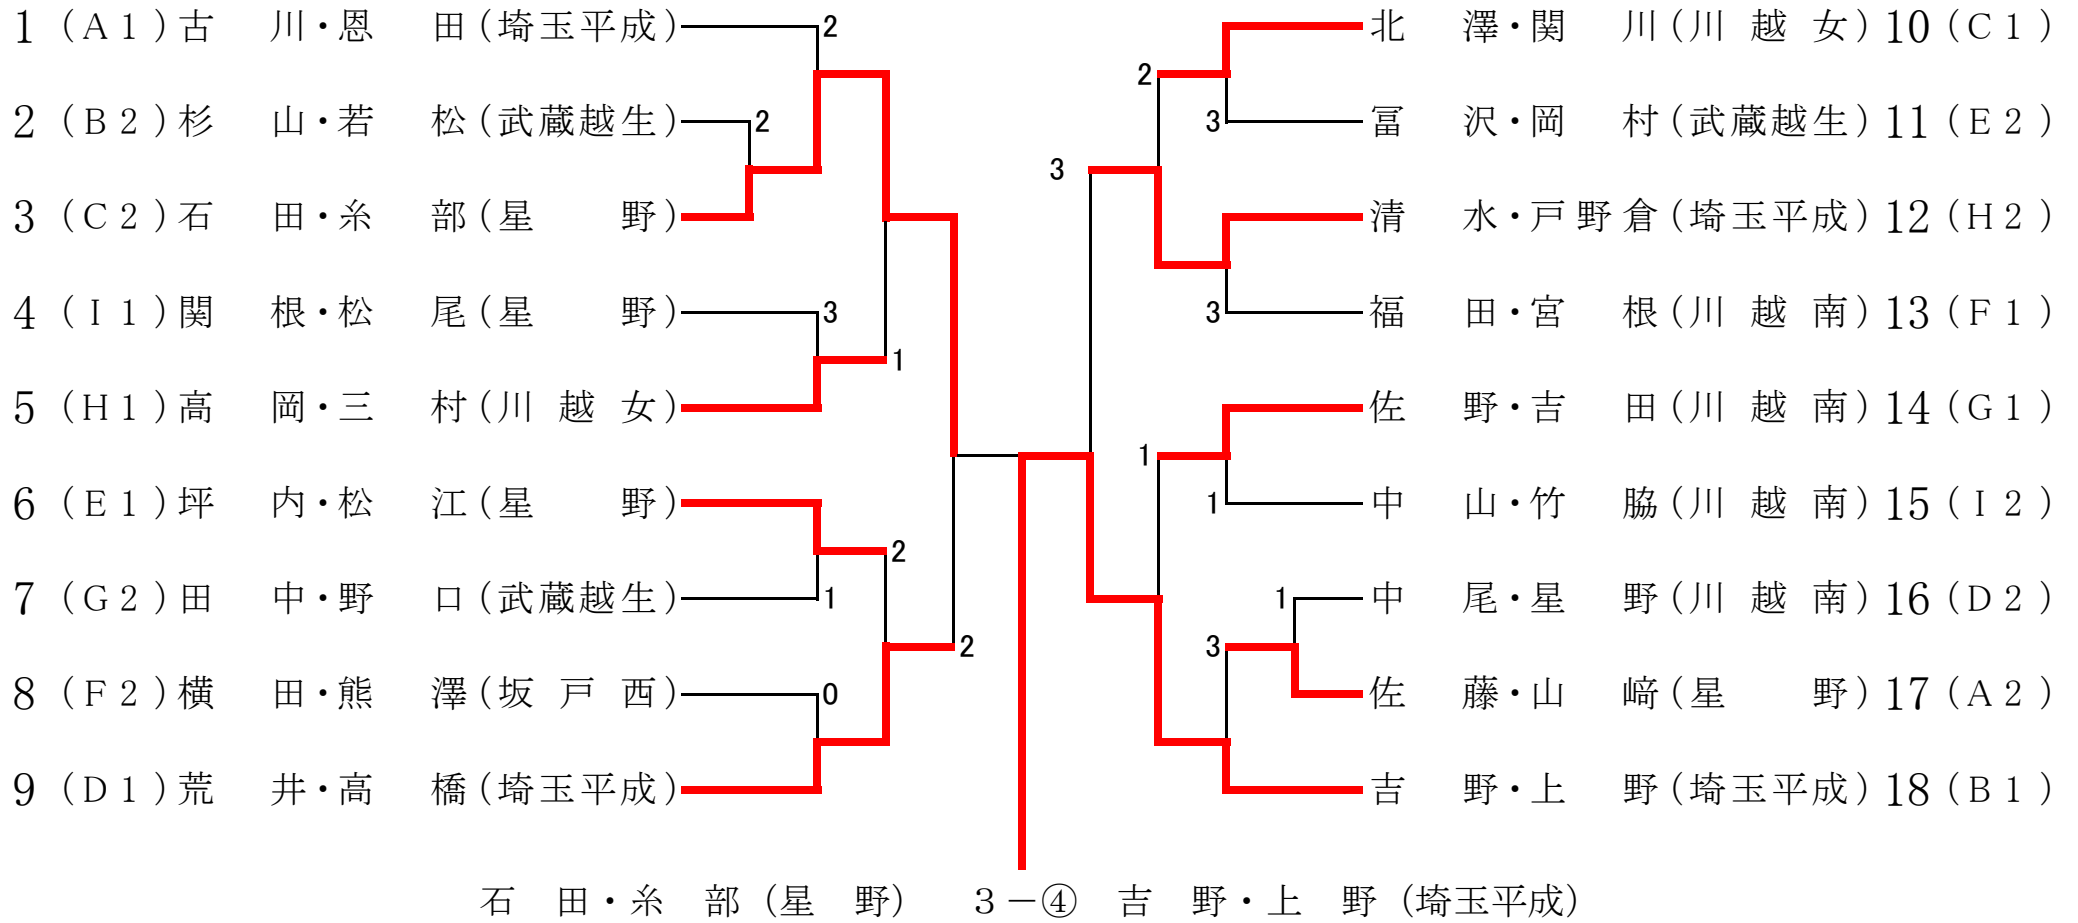 1 (A1) 古 川・恩 田 (埼玉平成) 2 北 澤・関 川 (川 越 女) 10 (C1)
2
2 (B2) 杉 山・若 松 (武蔵越生) 2 3 冨 沢・岡 村 (武蔵越生) 11 (E2)
3
3 (C2) 石 田・糸 部 (星 野) 清 水・戸野倉 (埼玉平成) 12 (H2)
4 (I1) 関 根・松 尾 (星 野) 3 3 福 田・宮 根 (川 越 南) 13 (F1)
1
5 (H1) 高 岡・三 村 (川 越 女) 佐 野・吉 田 (川 越 南) 14 (G1)
1
6 (E1) 坪 内・松 江 (星 野) 1 中 山・竹 脇 (川 越 南) 15 (I2)
2
7 (G2) 田 中・野 口 (武蔵越生) 1 1 中 尾・星 野 (川 越 南) 16 (D2)
2 3
8 (F2) 横 田・熊 澤 (坂 戸 西) 0 佐 藤・山 﨑 (星 野) 17 (A2)
9 (D1) 荒 井・高 橋 (埼玉平成) 吉 野・上 野 (埼玉平成) 18 (B1)
石 田・糸 部 (星 野) 3－④ 吉 野・上 野 (埼玉平成)